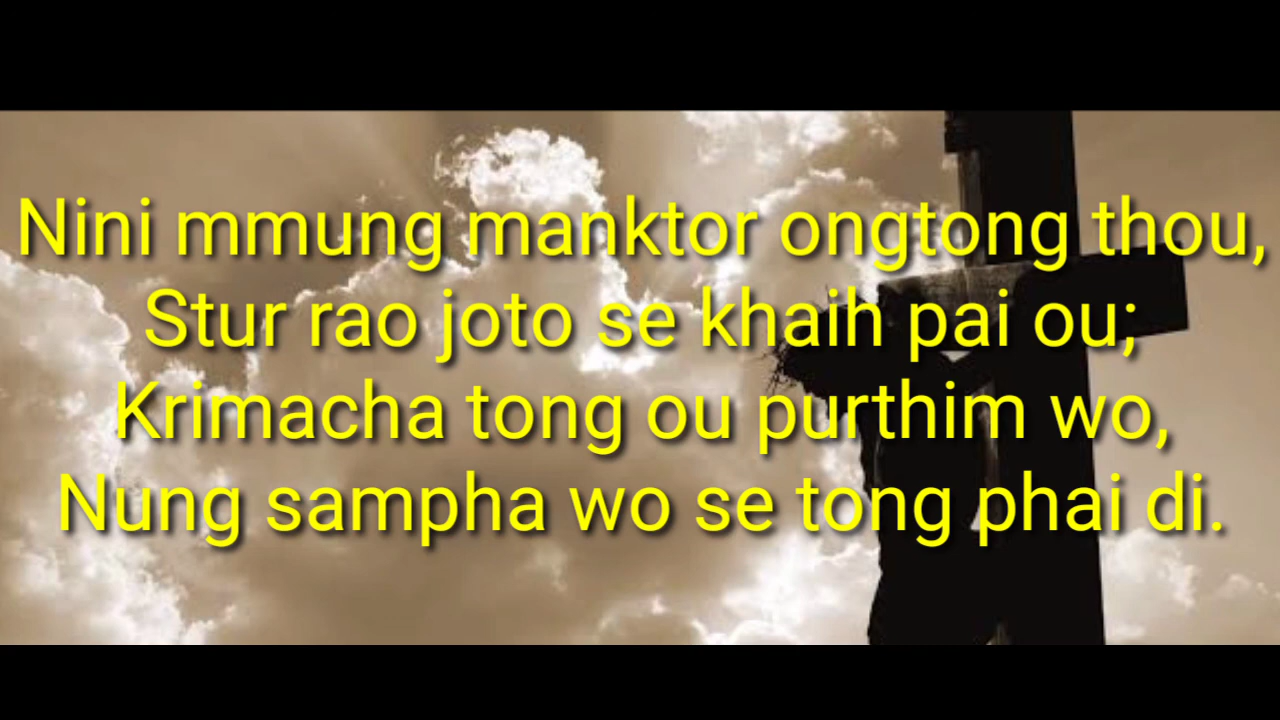 Nini mmung manktor ongtong thou,
Stur rao joto se khaih pai ou;
Krimacha tong ou purthim wo,
Nung sampha wo se tong phai di.